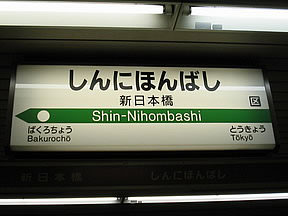 しんにほんばし
新日本橋
区
Shin-Nihombashi
ばくろちょう
Bakurochō
とうきょう
Tōkyō
新日本橋 しんにほんばし